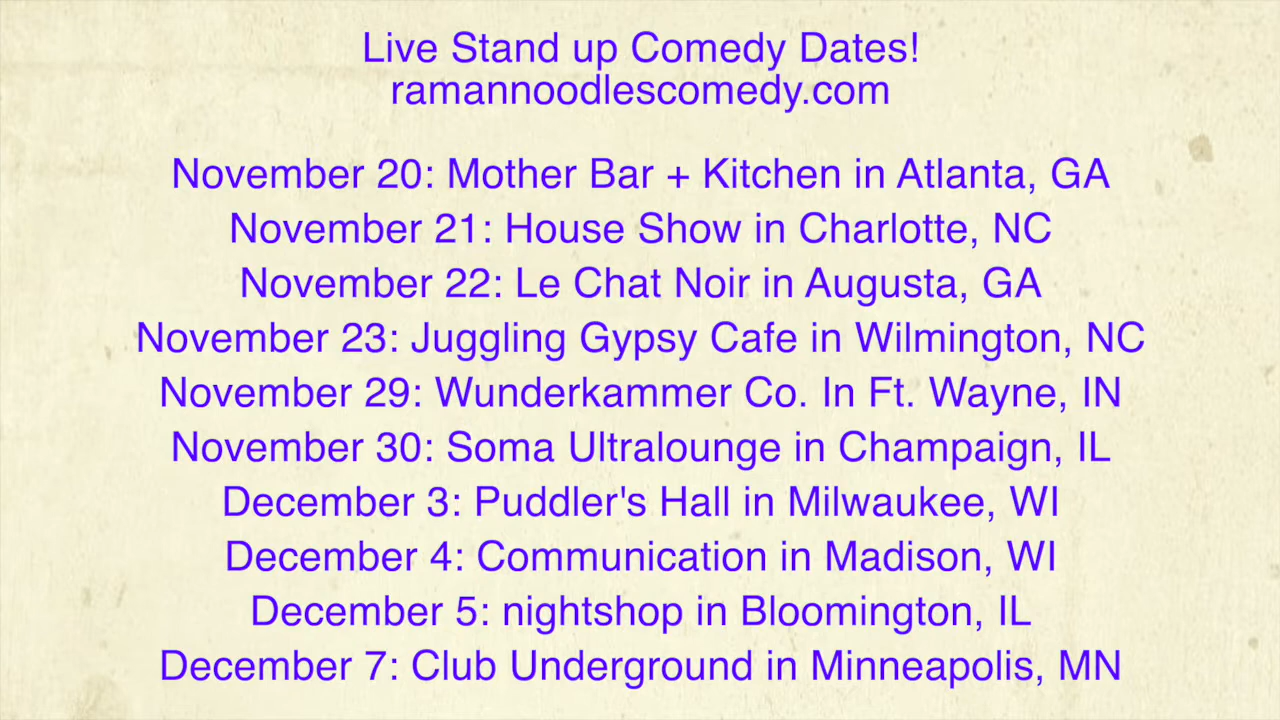 Live Stand up Comedy Dates!
ramannoodlescomedy.com
November 20: Mother Bar + Kitchen in Atlanta, GA
November 21: House Show in Charlotte, NC
November 22: Le Chat Noir in Augusta, GA
November 23: Juggling Gypsy Cafe in Wilmington, NC
November 29: Wunderkammer Co. In Ft. Wayne, IN
November 30: Soma Ultralounge in Champaign, IL
December 3: Puddler's Hall in Milwaukee, WI
December 4: Communication in Madison, WI
December 5: nightshop in Bloomington, IL
December 7: Club Underground in Minneapolis, MN